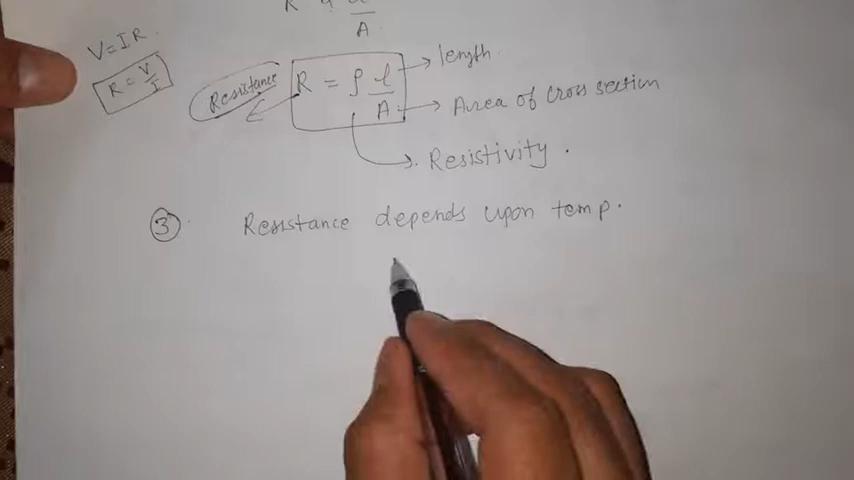 A
V=IR.
R = V/I
Resistance
R = ρ l/A
length
Area of cross section
Resistivity.
③ Resistance depends upon temp.